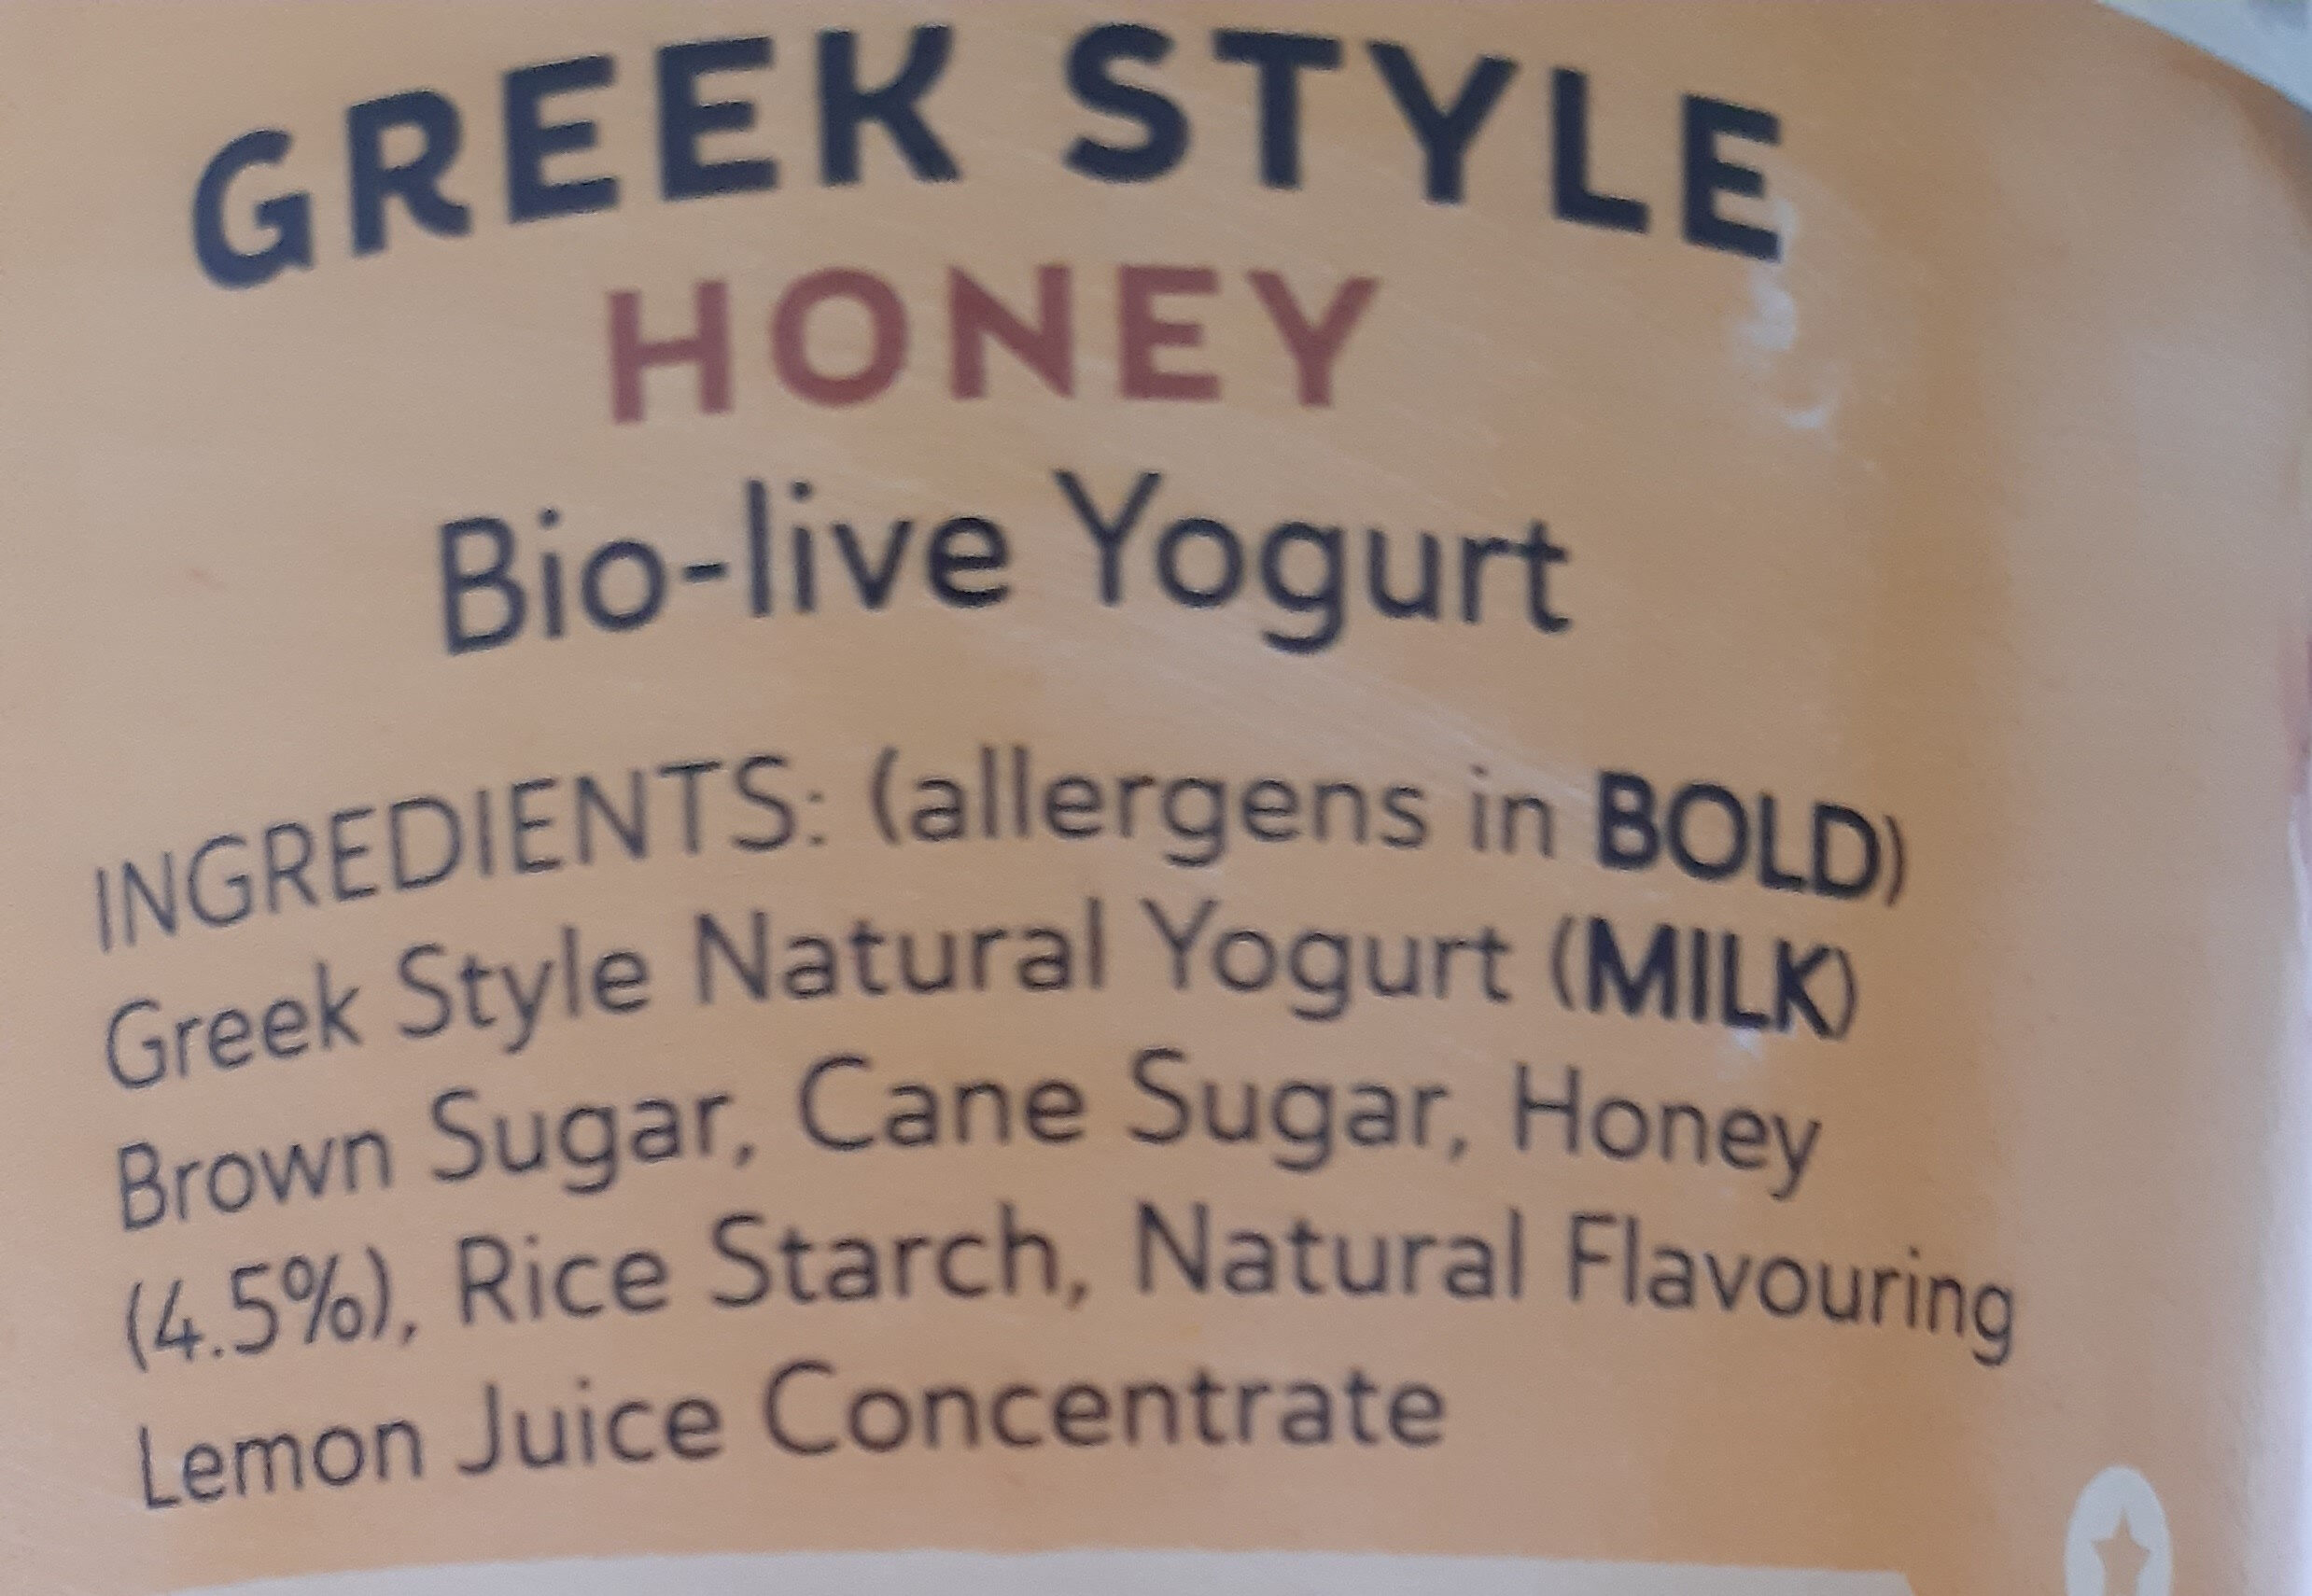 GREEK STYLE
HONEY
Bio-live Yogurt
INGREDIENTS: (allergens in BOLD)
Greek Style Natural Yogurt (MILK)
Brown Sugar, Cane Sugar, Honey
(4.5%), Rice Starch, Natural Flavouring
Lemon Juice Concentrate